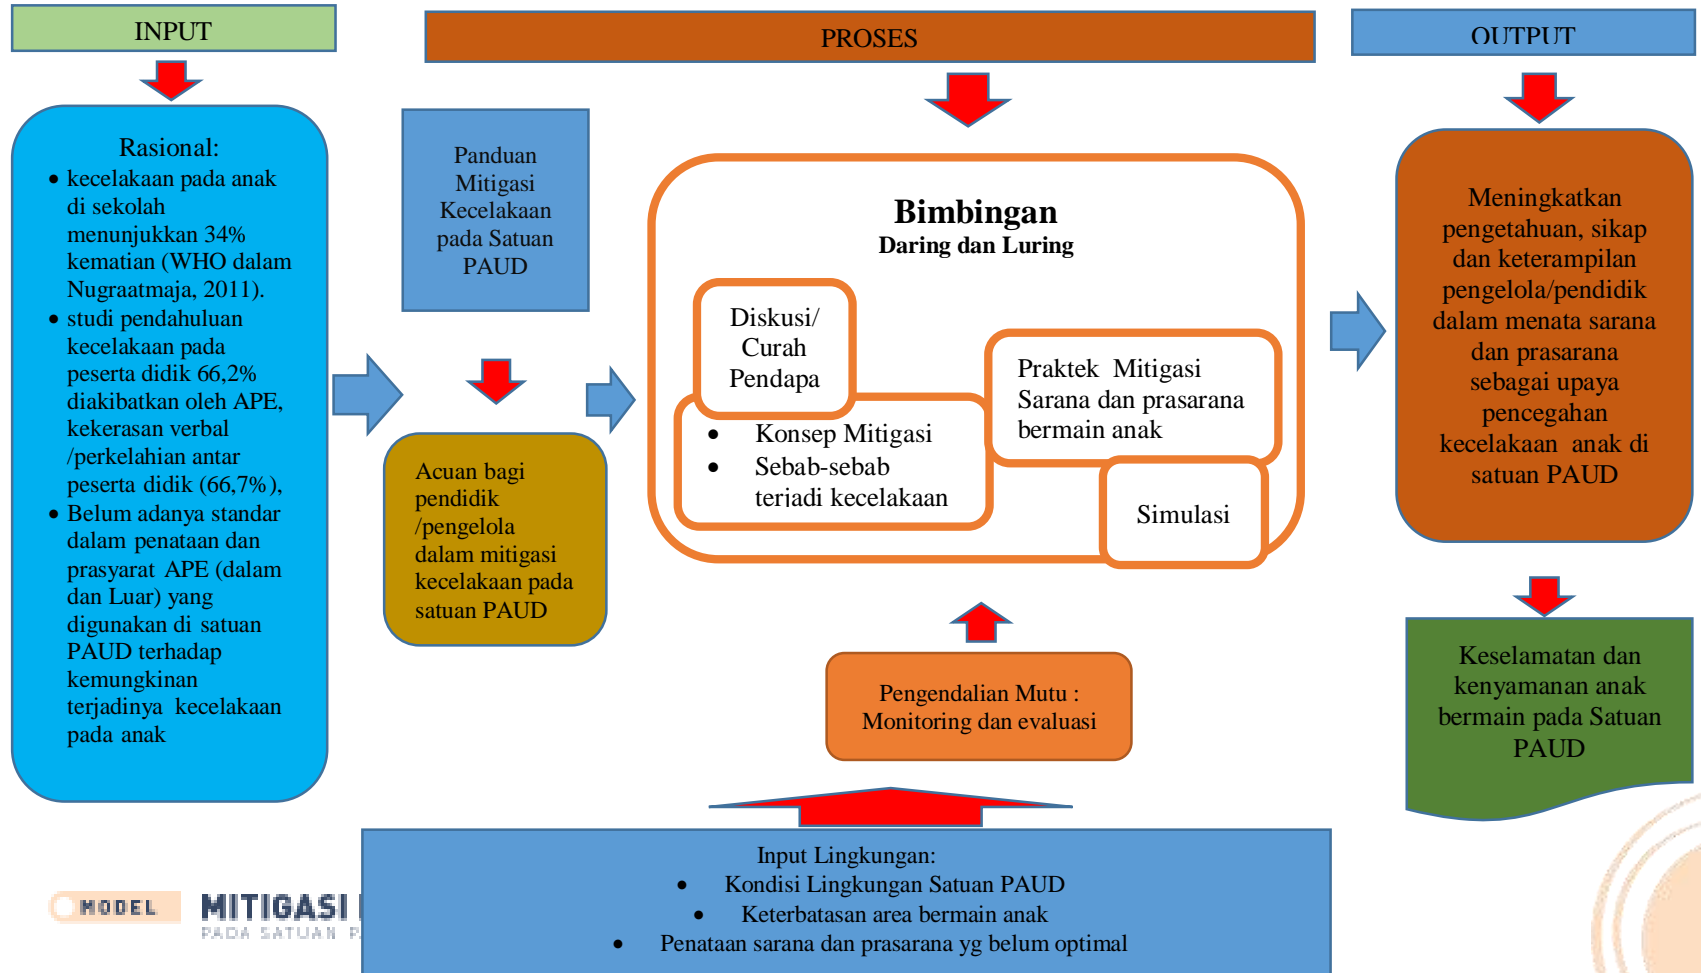 INPUT
PROSES
OUTPUT
Rasional:
• kecelakaan pada anak
di sekolah
menunjukkan 34%
kematian (WHO dalam
Nugraatmaja, 2011).
• studi pendahuluan
kecelakaan pada
peserta didik 66,2%
diakibatkan oleh APE,
kekerasan verbal
/perkelahian antar
peserta didik (66,7%),
• Belum adanya standar
dalam penataan dan
prasyarat APE (dalam
dan Luar) yang
digunakan di satuan
PAUD terhadap
kemungkinan
terjadinya kecelakaan
pada anak
Panduan
Mitigasi
Kecelakaan
pada Satuan
PAUD
Acuan bagi
pendidik
/pengelola
dalam mitigasi
kecelakaan pada
satuan PAUD
Bimbingan
Daring dan Luring
Diskusi/
Curah
Pendapa
• Konsep Mitigasi
• Sebab-sebab
terjadi kecelakaan
Praktek Mitigasi
Sarana dan prasarana
bermain anak
Simulasi
Pengendalian Mutu :
Monitoring dan evaluasi
Meningkatkan
pengetahuan, sikap
dan keterampilan
pengelola/pendidik
dalam menata sarana
dan prasarana
sebagai upaya
pencegahan
kecelakaan anak di
satuan PAUD
Keselamatan dan
kenyamanan anak
bermain pada Satuan
PAUD
Input Lingkungan:
• Kondisi Lingkungan Satuan PAUD
• Keterbatasan area bermain anak
• Penataan sarana dan prasarana yg belum optimal
MODEL
MITIGASI
PADA SATUAN